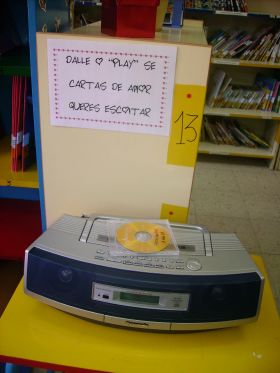 DALLE O "PLAY" SE
CARTAS DE AMOR
QUERES ESCOITAR
13